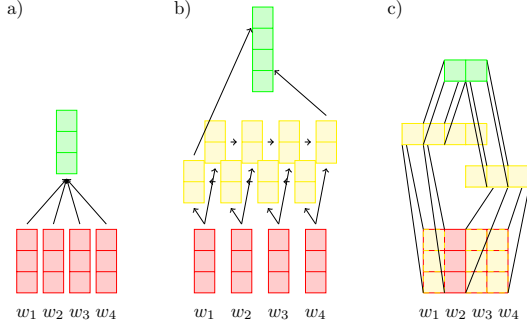 a) b) c)
w₁ w₂ w₃ w₄ w₁ w₂ w₃ w₄ w₁ w₂ w₃ w₄